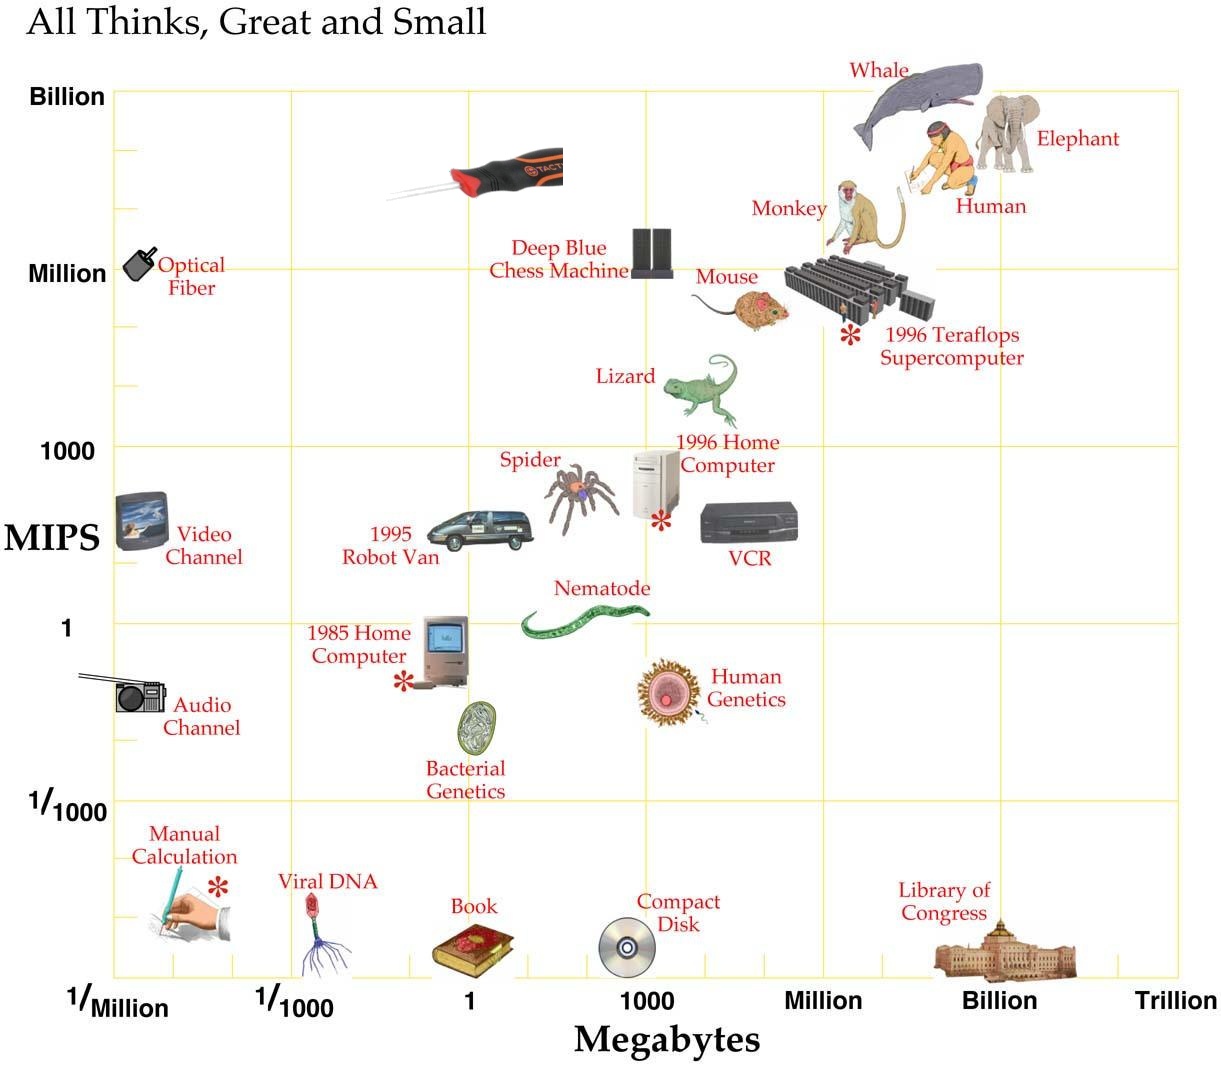 All Thinks, Great and Small
Whale
Billion
Elephant
TACT
Human
Monkey
Deep Blue
Chess Machine
Optical
Fiber
Million
Mouse
1996 Teraflops
Supercomputer
*
Lizard
1996 Home
Computer
*
1000
Spider
VCR
MIPS
Video
Channel
1995
Robot Van
Nematode
1
1985 Home
Computer
*
Human
Genetics
Audio
Channel
Bacterial
Genetics
1/1000
Manual
Calculation
*
Viral DNA
Book
Compact
Disk
Library of
Congress
1/Million 1/1000 1 1000 Million Billion Trillion
Megabytes